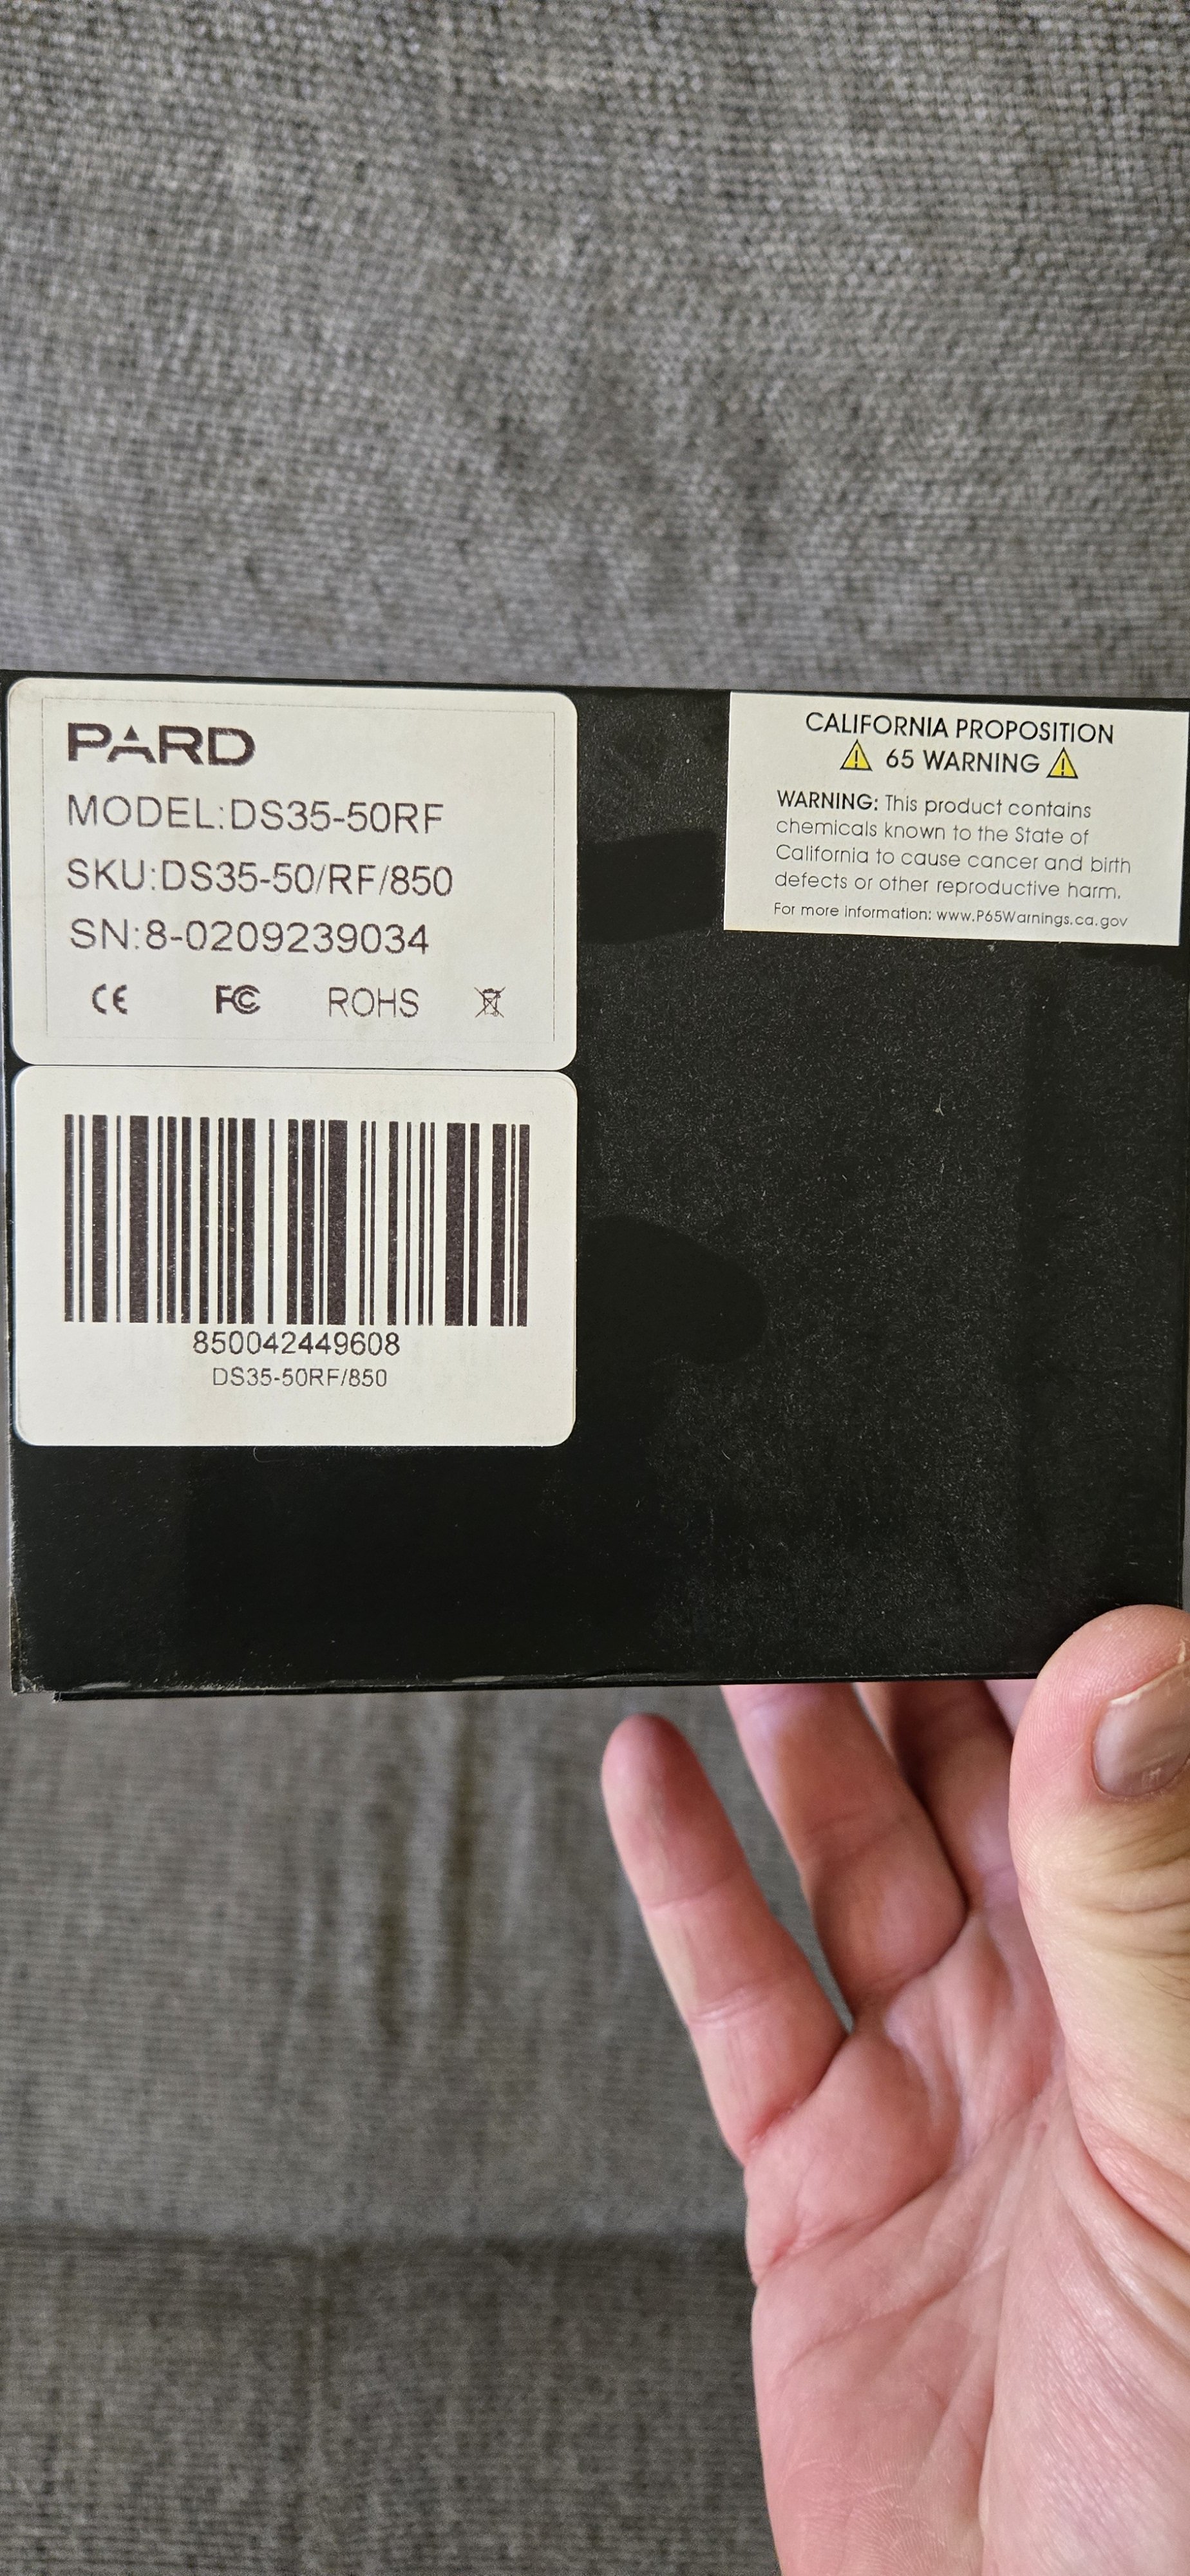 PARD
MODEL:DS35-50RF
SKU:DS35-50/RF/850
SN:8-0209239034
CE FC ROHS
850042449608
DS35-50RF/850
CALIFORNIA PROPOSITION
65 WARNING
WARNING: This product contains
chemicals known to the State of
California to cause cancer and birth
defects or other reproductive harm.
For more information: www.P65Warnings.ca.gov